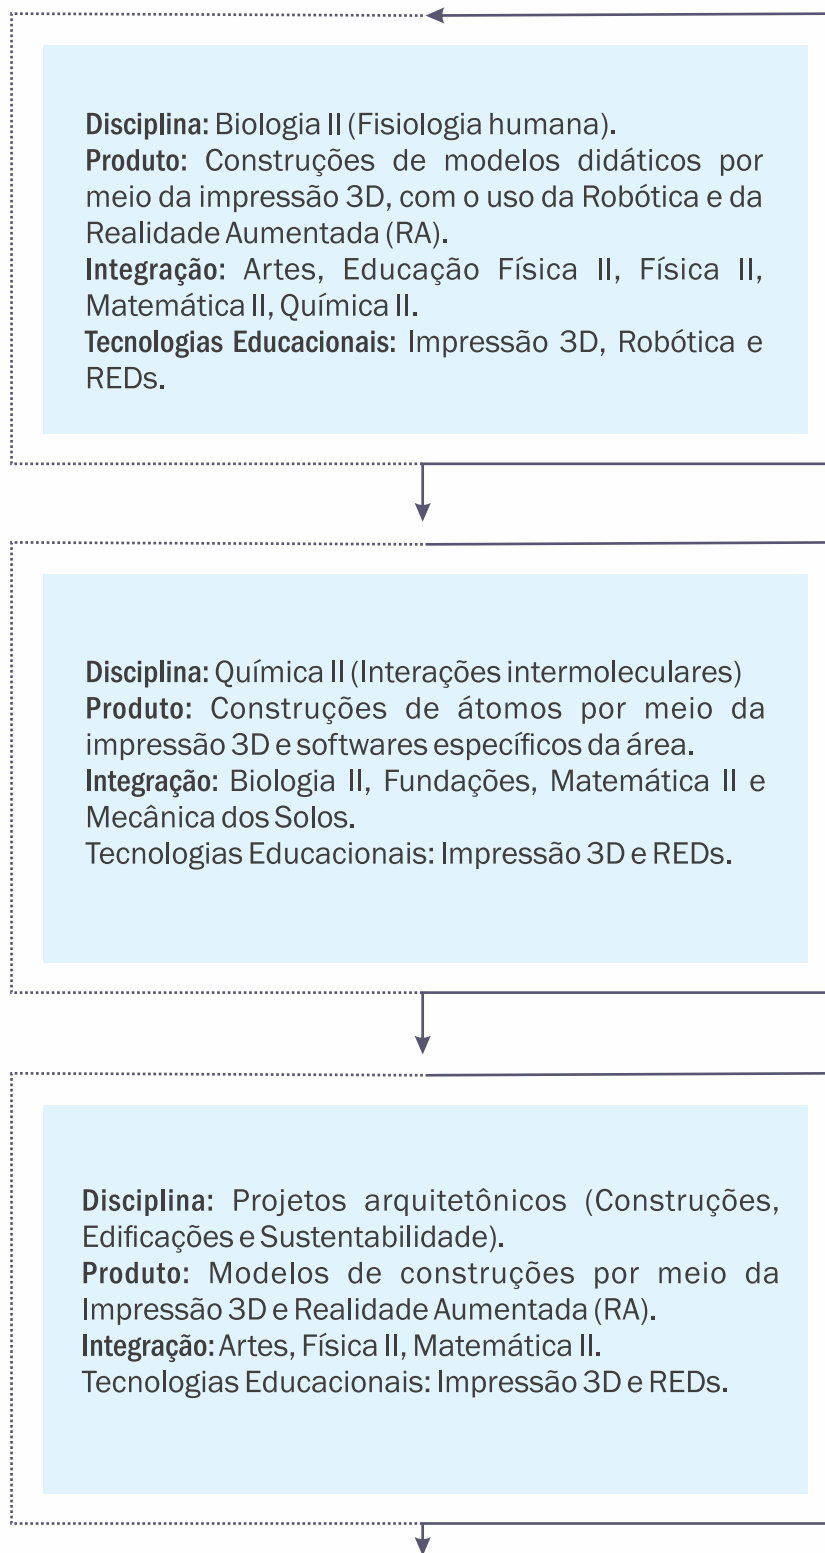 Disciplina: Biologia II (Fisiologia humana).
Produto: Construções de modelos didáticos por
meio da impressão 3D, com o uso da Robótica e da
Realidade Aumentada (RA).
Integração: Artes, Educação Física II, Física II,
Matemática II, Química II.
Tecnologias Educacionais: Impressão 3D, Robótica e
REDs.
Disciplina: Química II (Interações intermoleculares)
Produto: Construções de átomos por meio da
impressão 3D e softwares específicos da área.
Integração: Biologia II, Fundações, Matemática II e
Mecânica dos Solos.
Tecnologias Educacionais: Impressão 3D e REDs.
Disciplina: Projetos arquitetônicos (Construções,
Edificações e Sustentabilidade).
Produto: Modelos de construções por meio da
Impressão 3D e Realidade Aumentada (RA).
Integração: Artes, Física II, Matemática II.
Tecnologias Educacionais: Impressão 3D e REDs.